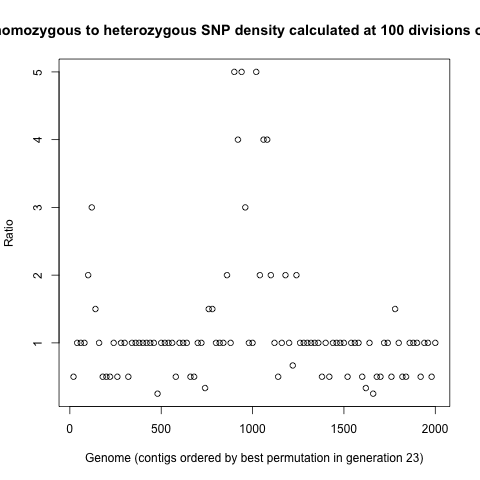 homozygous to heterozygous SNP density calculated at 100 divisions
5
4
3
2
1
Ratio
0 500 1000 1500 2000
Genome (contigs ordered by best permutation in generation 23)